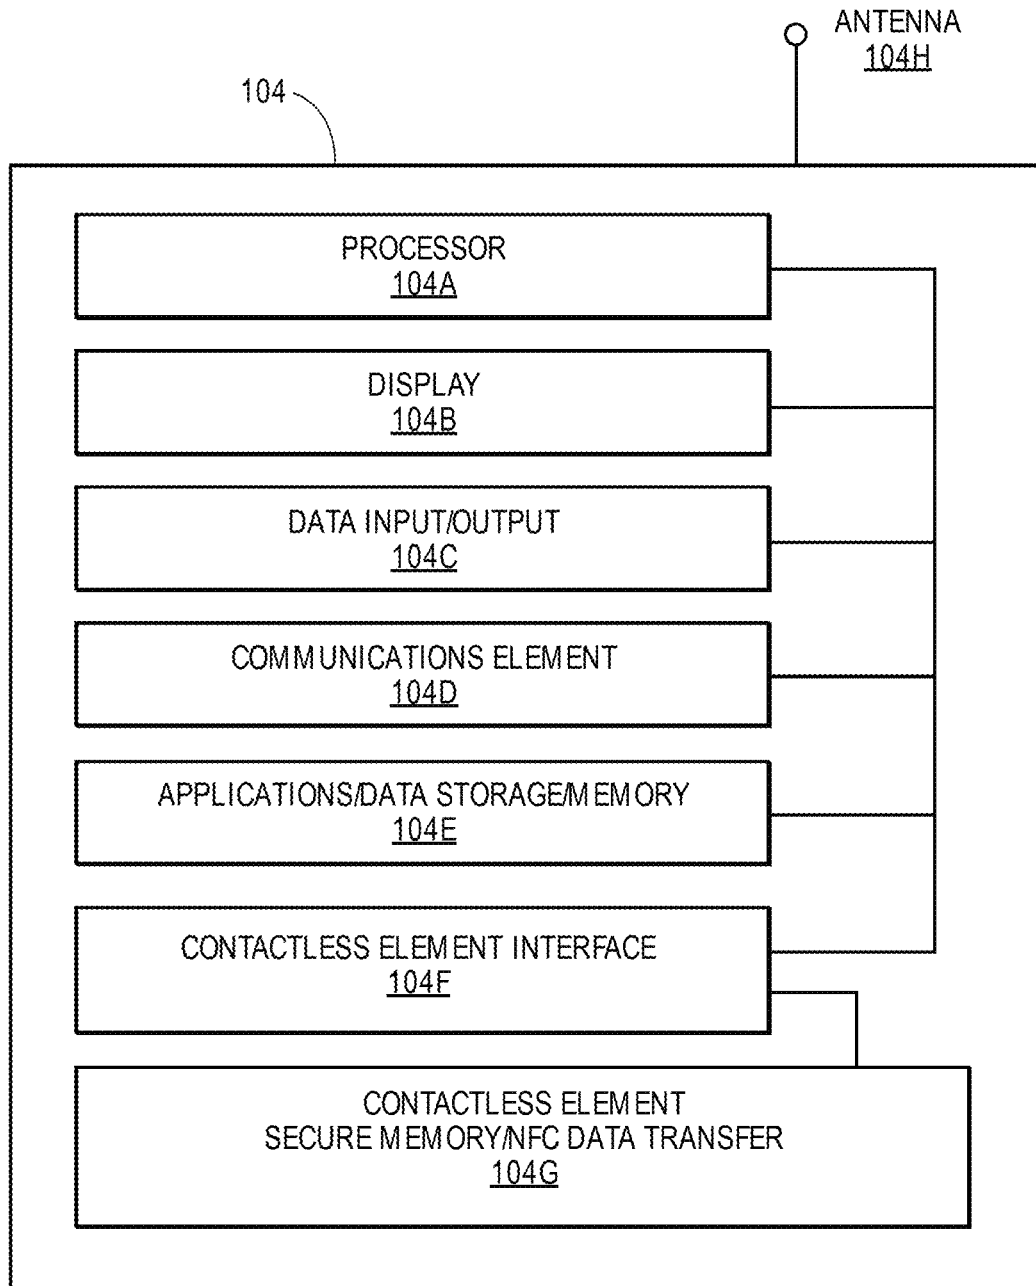 ANTENNA
104H
104
PROCESSOR
104A
DISPLAY
104B
DATA INPUT/OUTPUT
104C
COMMUNICATIONS ELEMENT
104D
APPLICATIONS/DATA STORAGE/MEMORY
104E
CONTACTLESS ELEMENT INTERFACE
104F
CONTACTLESS ELEMENT
SECURE MEMORY/NFC DATA TRANSFER
104G